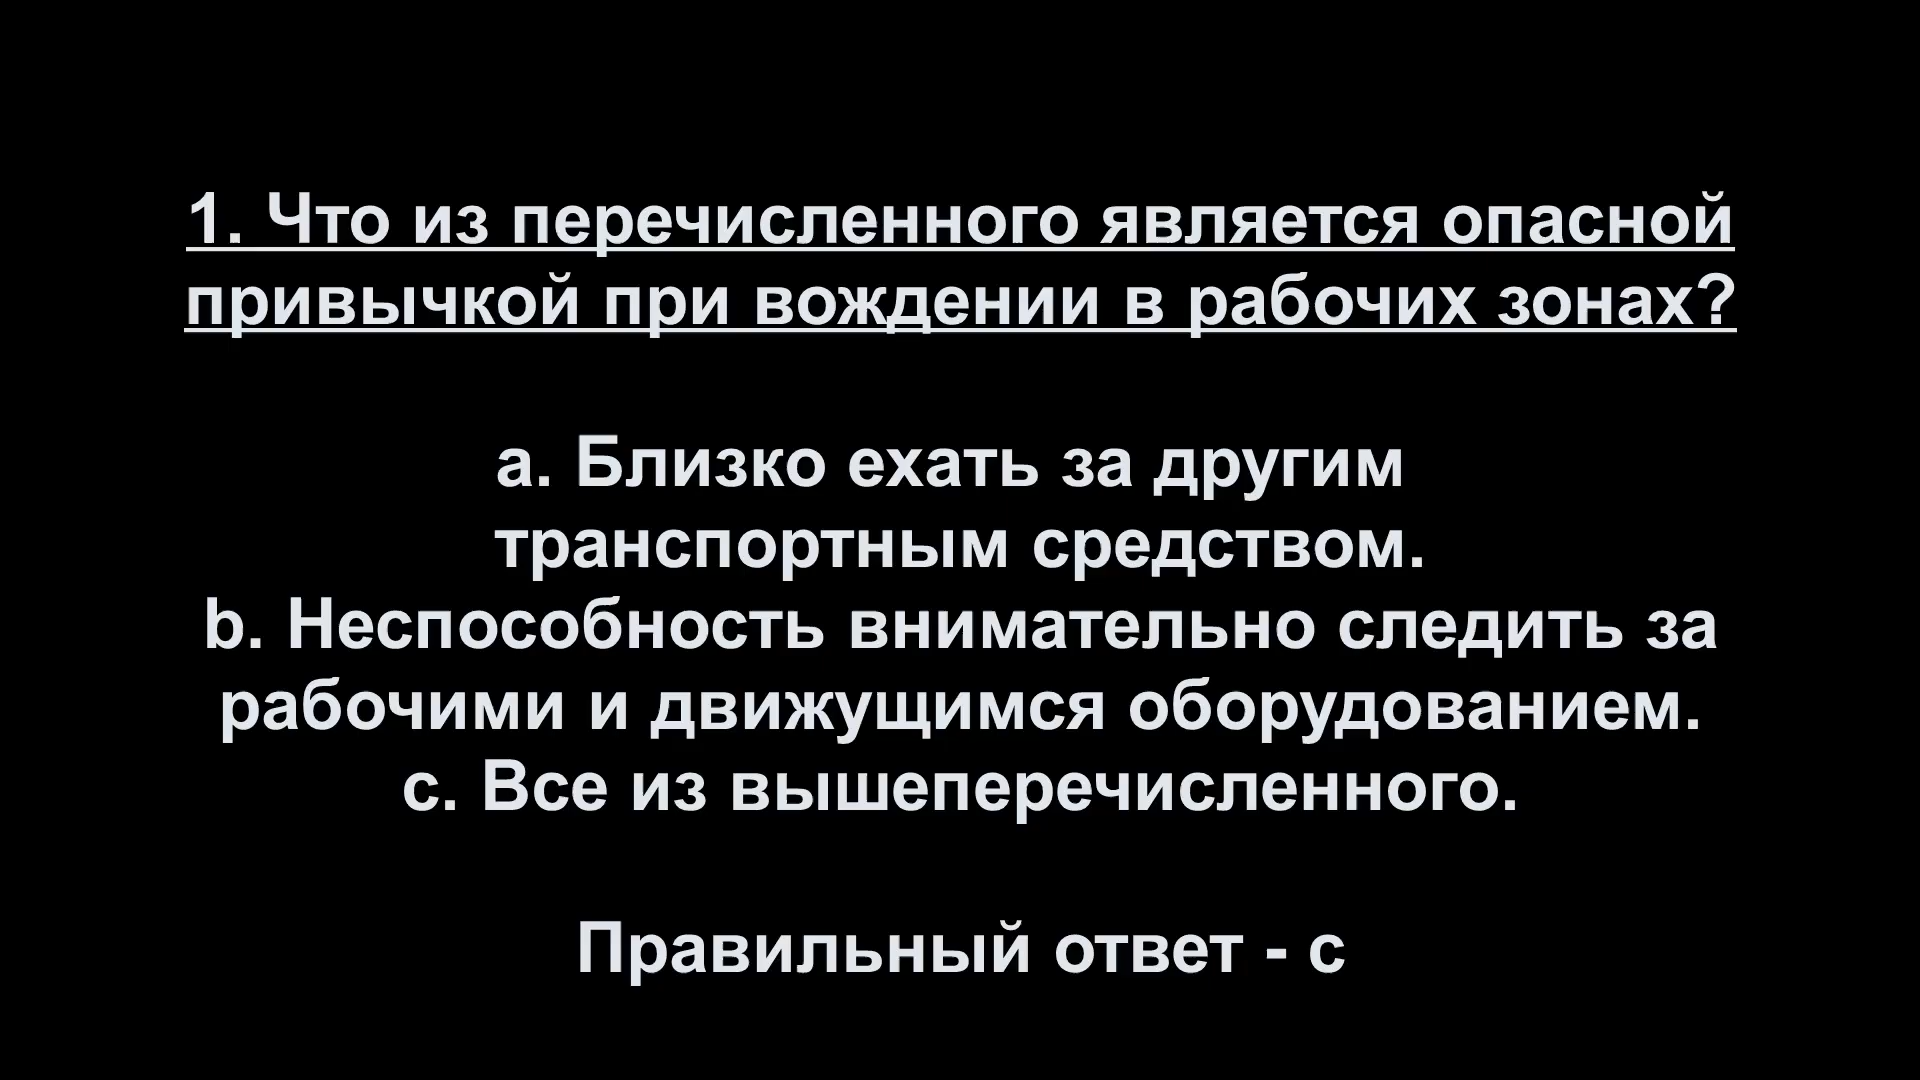 1. Что из перечисленного является опасной
привычкой при вождении в рабочих зонах?
a. Близко ехать за другим
транспортным средством.
b. Неспособность внимательно следить за
рабочими и движущимся оборудованием.
c. Все из вышеперечисленного.
Правильный ответ - c